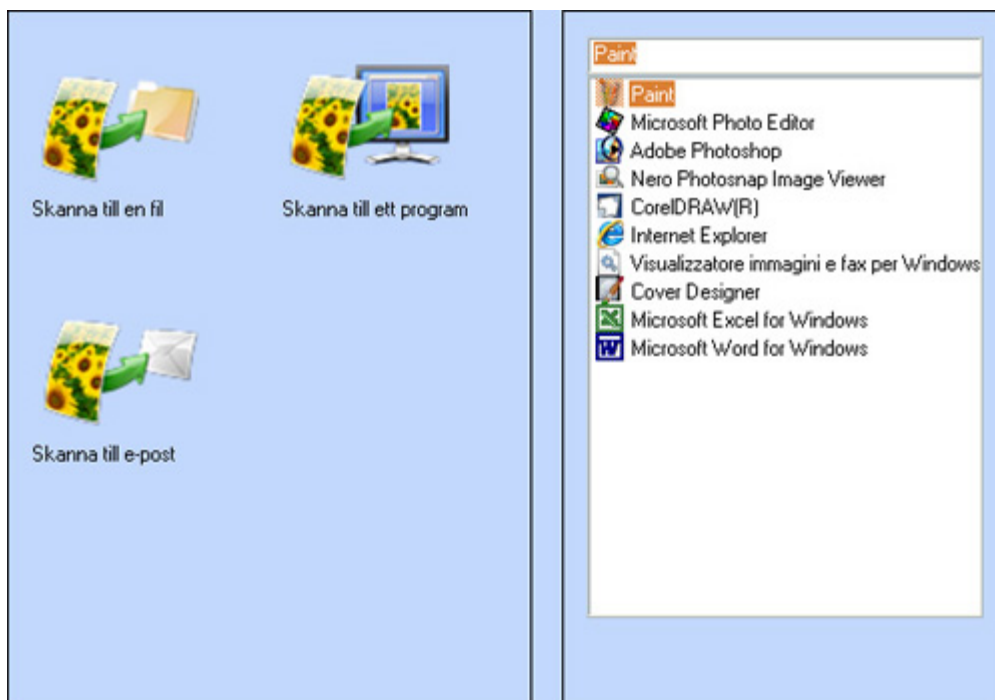 Skanna till en fil
Skanna till ett program
Skanna till e-post
Paint
Paint
Microsoft Photo Editor
Adobe Photoshop
Nero Photosnap Image Viewer
CorelDRAW(R)
Internet Explorer
Visualizzatore immagini e fax per Windows
Cover Designer
Microsoft Excel for Windows
Microsoft Word for Windows